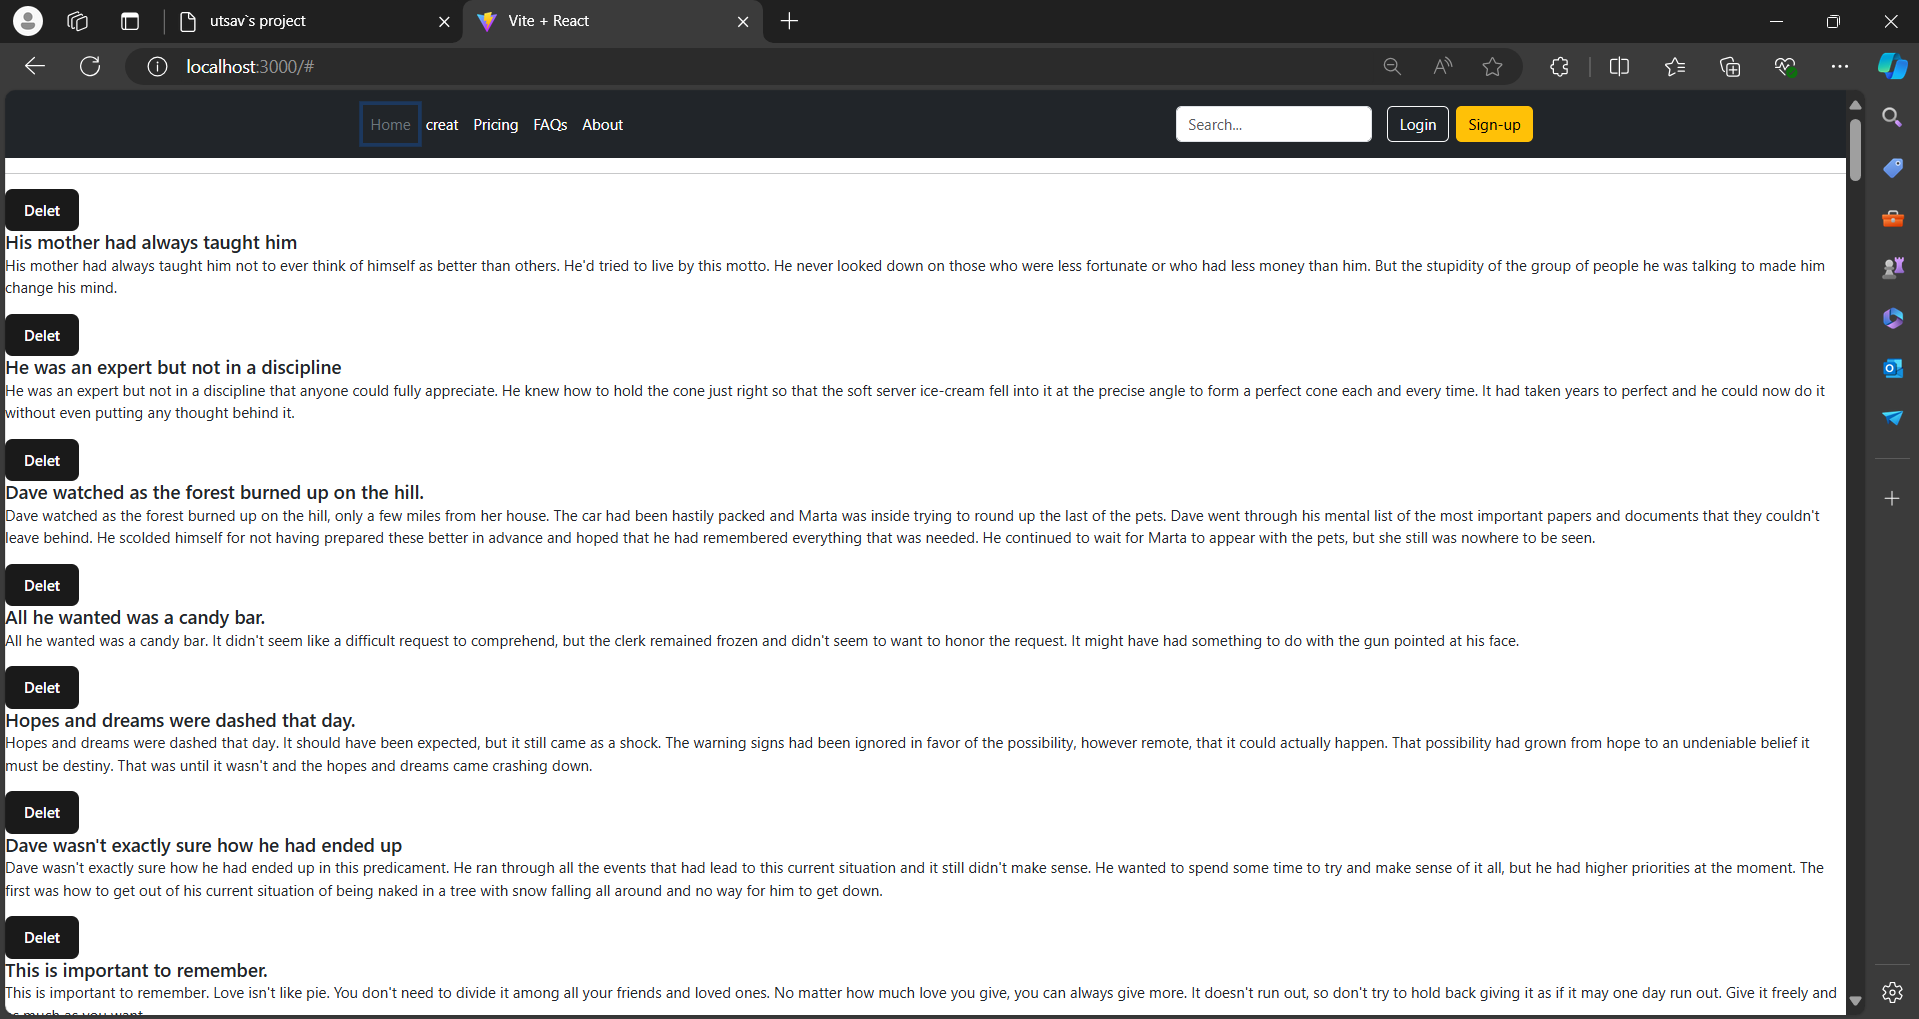 utsav`s project
Vite + React
localhost:3000/#
Home creat Pricing FAQs About Search... Login Sign-up
Delet
His mother had always taught him
His mother had always taught him not to ever think of himself as better than others. He'd tried to live by this motto. He never looked down on those who were less fortunate or who had less money than him. But the stupidity of the group of people he was talking to made him
change his mind.
Delet
He was an expert but not in a discipline
He was an expert but not in a discipline that anyone could fully appreciate. He knew how to hold the cone just right so that the soft server ice-cream fell into it at the precise angle to form a perfect cone each and every time. It had taken years to perfect and he could now do it
without even putting any thought behind it.
Delet
Dave watched as the forest burned up on the hill.
Dave watched as the forest burned up on the hill, only a few miles from her house. The car had been hastily packed and Marta was inside trying to round up the last of the pets. Dave went through his mental list of the most important papers and documents that they couldn't
leave behind. He scolded himself for not having prepared these better in advance and hoped that he had remembered everything that was needed. He continued to wait for Marta to appear with the pets, but she still was nowhere to be seen.
Delet
All he wanted was a candy bar.
All he wanted was a candy bar. It didn't seem like a difficult request to comprehend, but the clerk remained frozen and didn't seem to want to honor the request. It might have had something to do with the gun pointed at his face.
Delet
Hopes and dreams were dashed that day.
Hopes and dreams were dashed that day. It should have been expected, but it still came as a shock. The warning signs had been ignored in favor of the possibility, however remote, that it could actually happen. That possibility had grown from hope to an undeniable belief it
must be destiny. That was until it wasn't and the hopes and dreams came crashing down.
Delet
Dave wasn't exactly sure how he had ended up
Dave wasn't exactly sure how he had ended up in this predicament. He ran through all the events that had lead to this current situation and it still didn't make sense. He wanted to spend some time to try and make sense of it all, but he had higher priorities at the moment. The
first was how to get out of his current situation of being naked in a tree with snow falling all around and no way for him to get down.
Delet
This is important to remember.
This is important to remember. Love isn't like pie. You don't need to divide it among all your friends and loved ones. No matter how much love you give, you can always give more. It doesn't run out, so don't try to hold back giving it as if it may one day run out. Give it freely and
as much as you want.